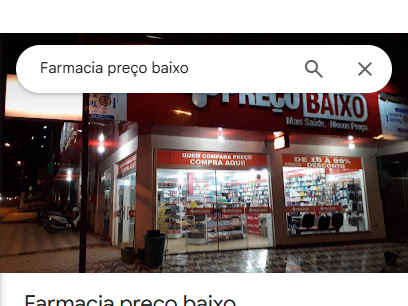 Farmacia preço baixo
PREÇO BAIXO
Mais Saúde, Menos Preço.
QUEM COMPARA PREÇO
COMPRA AQUI!
DE 10 À 90%
DESCONTO
Farmacia preço baixo